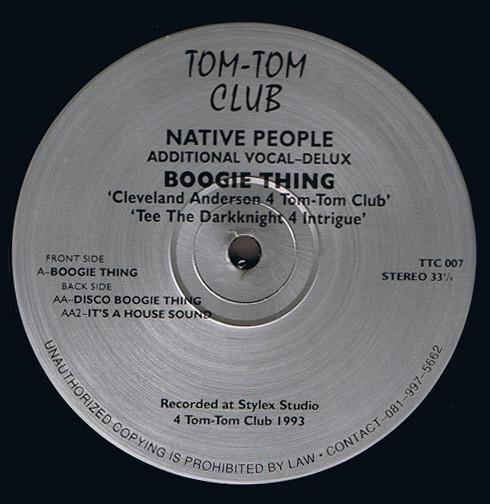 TOM-TOM
CLUB
NATIVE PEOPLE
ADDITIONAL VOCAL-DELUX
BOOGIE THING
'Cleveland Anderson 4 Tom-Tom Club'
'Tee The Darkknight 4 Intrigue'
FRONT SIDE
A-BOOGIE THING
BACK SIDE
AA-DISCO BOOGIE THING
AA2-IT'S A HOUSE SOUND
TTC 007
STEREO 33⅓
Recorded at Stylex Studio
4 Tom-Tom Club 1993
UNAUTHORIZED COPYING IS PROHIBITED BY LAW • CONTACT-081-997-5662